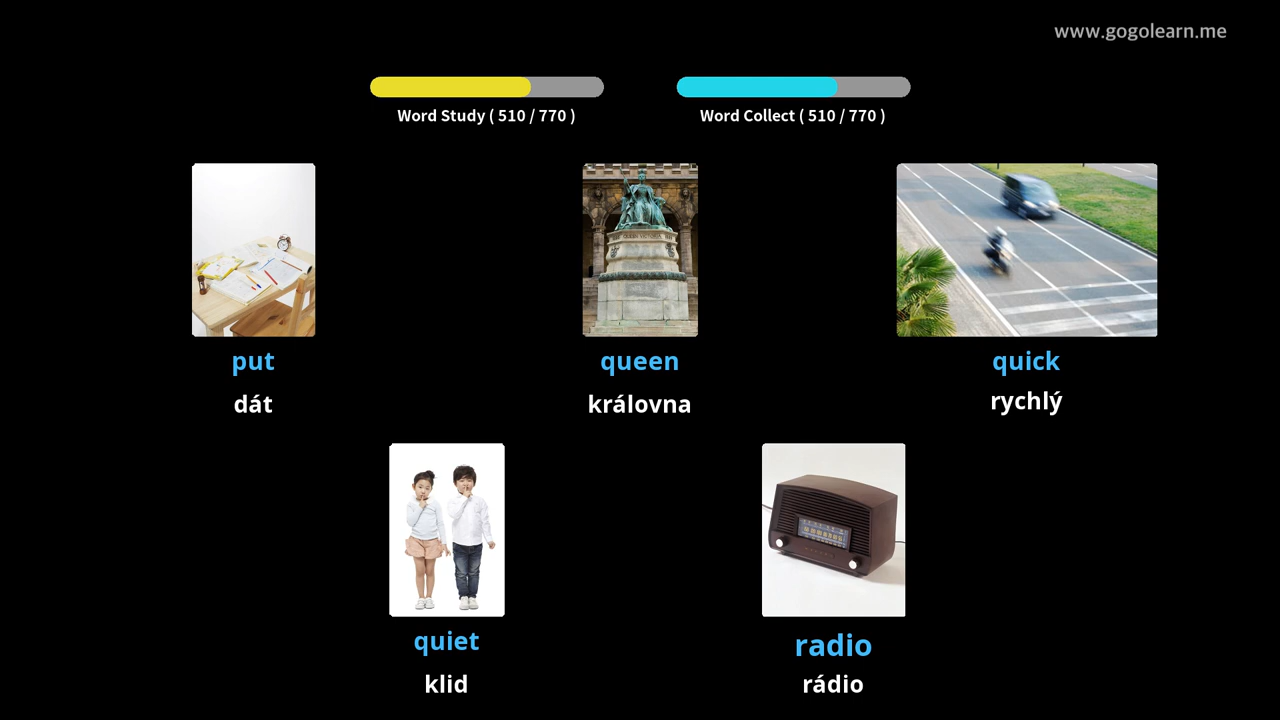 www.gogolearn.me
Word Study ( 510 / 770 )
Word Collect ( 510 / 770 )
put
queen
quick
dát
královna
rychlý
quiet
radio
klid
rádio